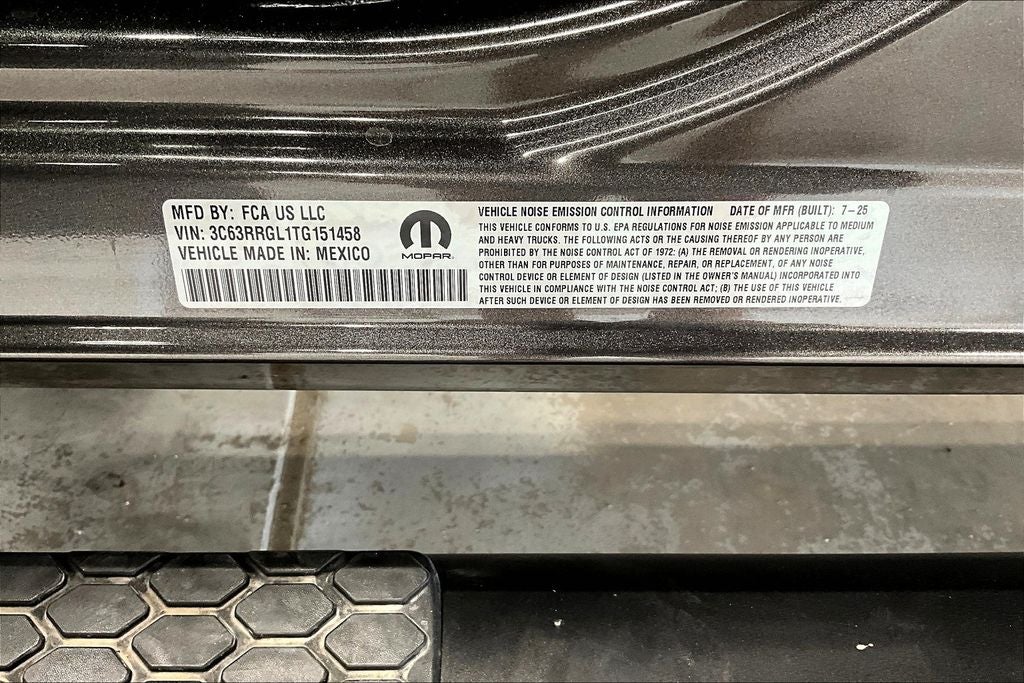 MFD BY: FCA US LLC
VIN: 3C63RRGL1TG151458
VEHICLE MADE IN: MEXICO
MOPAR
VEHICLE NOISE EMISSION CONTROL INFORMATION DATE OF MFR (BUILT): 7-25
THIS VEHICLE CONFORMS TO U.S. EPA REGULATIONS FOR NOISE EMISSION APPLICABLE TO MEDIUM
AND HEAVY TRUCKS. THE FOLLOWING ACTS OR THE CAUSING THEREOF BY ANY PERSON ARE
PROHIBITED BY THE NOISE CONTROL ACT OF 1972: (A) THE REMOVAL OR RENDERING INOPERATIVE,
OTHER THAN FOR PURPOSES OF MAINTENANCE, REPAIR, OR REPLACEMENT, OF ANY NOISE
CONTROL DEVICE OR ELEMENT OF DESIGN (LISTED IN THE OWNER'S MANUAL) INCORPORATED INTO
THIS VEHICLE IN COMPLIANCE WITH THE NOISE CONTROL ACT; (B) THE USE OF THIS VEHICLE
AFTER SUCH DEVICE OR ELEMENT OF DESIGN HAS BEEN REMOVED OR RENDERED INOPERATIVE.